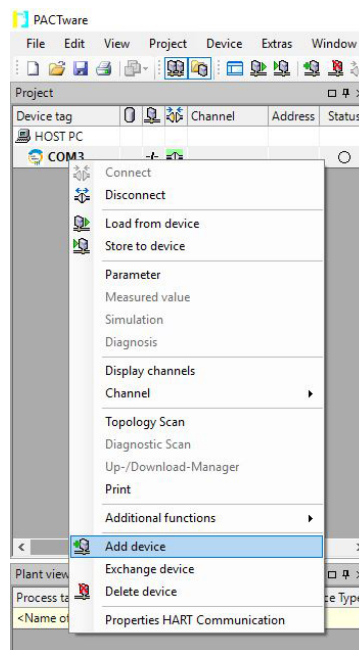 PACTware
File Edit View Project Device Extras Window
Project
Device tag Channel Address Status
HOST PC
COM3
Connect
Disconnect
Load from device
Store to device
Parameter
Measured value
Simulation
Diagnosis
Display channels
Channel
Topology Scan
Diagnostic Scan
Up-/Download-Manager
Print
Additional functions
Add device
Plant view
Exchange device
Process ta
Delete device
ce Type
<Name of
Properties HART Communication